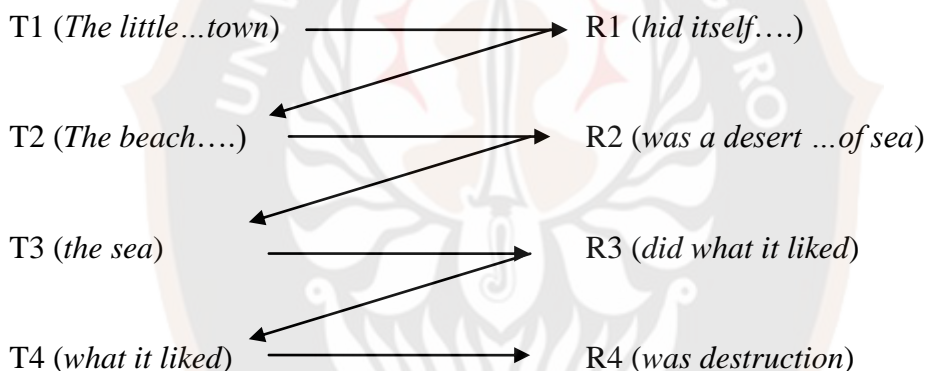 T1 (The little…town) R1 (hid itself….)
T2 (The beach….) R2 (was a desert …of sea)
T3 (the sea) R3 (did what it liked)
T4 (what it liked) R4 (was destruction)